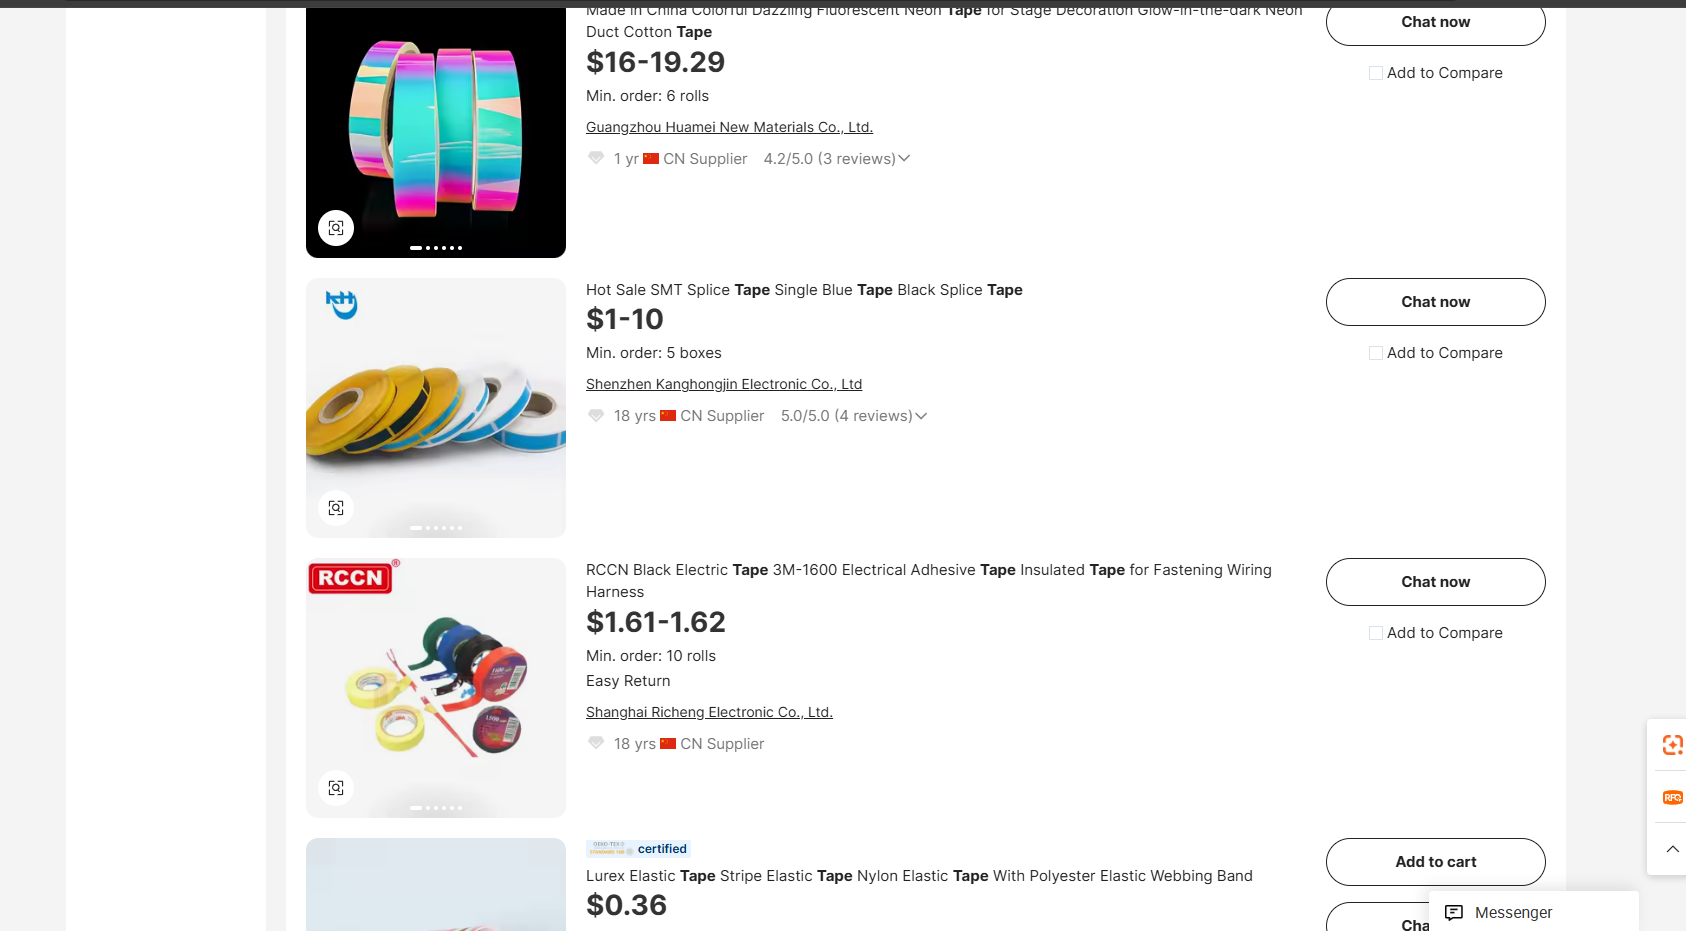 Made in China Colorful Dazzling Fluorescent Neon Tape for Stage Decoration Glow-in-the-dark Neon
Duct Cotton Tape
$16-19.29
Min. order: 6 rolls
Guangzhou Huamei New Materials Co., Ltd.
1 yr CN Supplier 4.2/5.0 (3 reviews)
Chat now
Add to Compare
KHJ
Hot Sale SMT Splice Tape Single Blue Tape Black Splice Tape
$1-10
Min. order: 5 boxes
Shenzhen Kanghongjin Electronic Co., Ltd
18 yrs CN Supplier 5.0/5.0 (4 reviews)
Chat now
Add to Compare
RCCN®
RCCN Black Electric Tape 3M-1600 Electrical Adhesive Tape Insulated Tape for Fastening Wiring
Harness
$1.61-1.62
Min. order: 10 rolls
Easy Return
Shanghai Richeng Electronic Co., Ltd.
18 yrs CN Supplier
Chat now
Add to Compare
RFQ
OEKO-TEX®
STANDARD 100
certified
Lurex Elastic Tape Stripe Elastic Tape Nylon Elastic Tape With Polyester Elastic Webbing Band
$0.36
Add to cart
Cha
Messenger